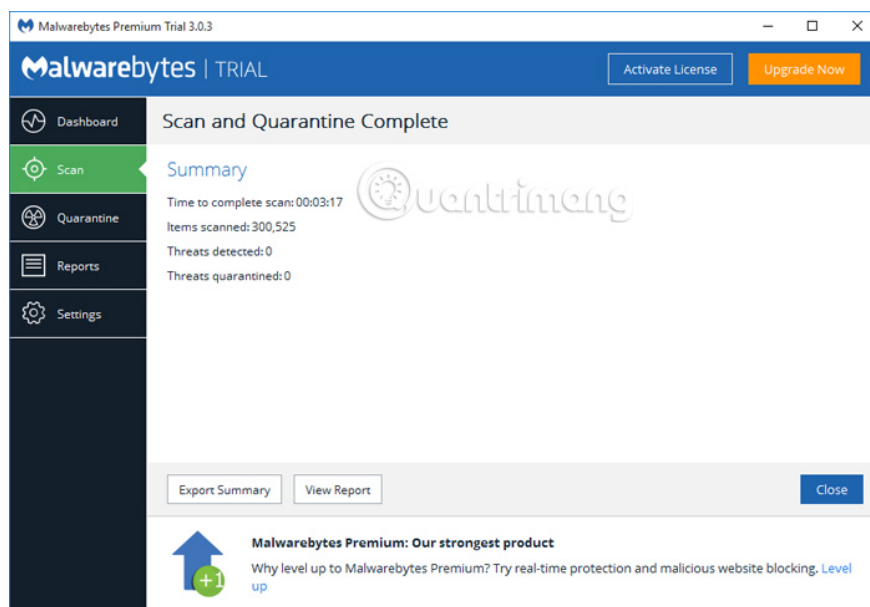 Malwarebytes Premium Trial 3.0.3
Malwarebytes | TRIAL
Activate License
Upgrade Now
Dashboard
Scan
Quarantine
Reports
Settings
Scan and Quarantine Complete
Summary
Time to complete scan: 00:03:17
Items scanned: 300,525
Threats detected: 0
Threats quarantined: 0
Quantrimang
Export Summary
View Report
Close
+1
Malwarebytes Premium: Our strongest product
Why level up to Malwarebytes Premium? Try real-time protection and malicious website blocking. Level
up